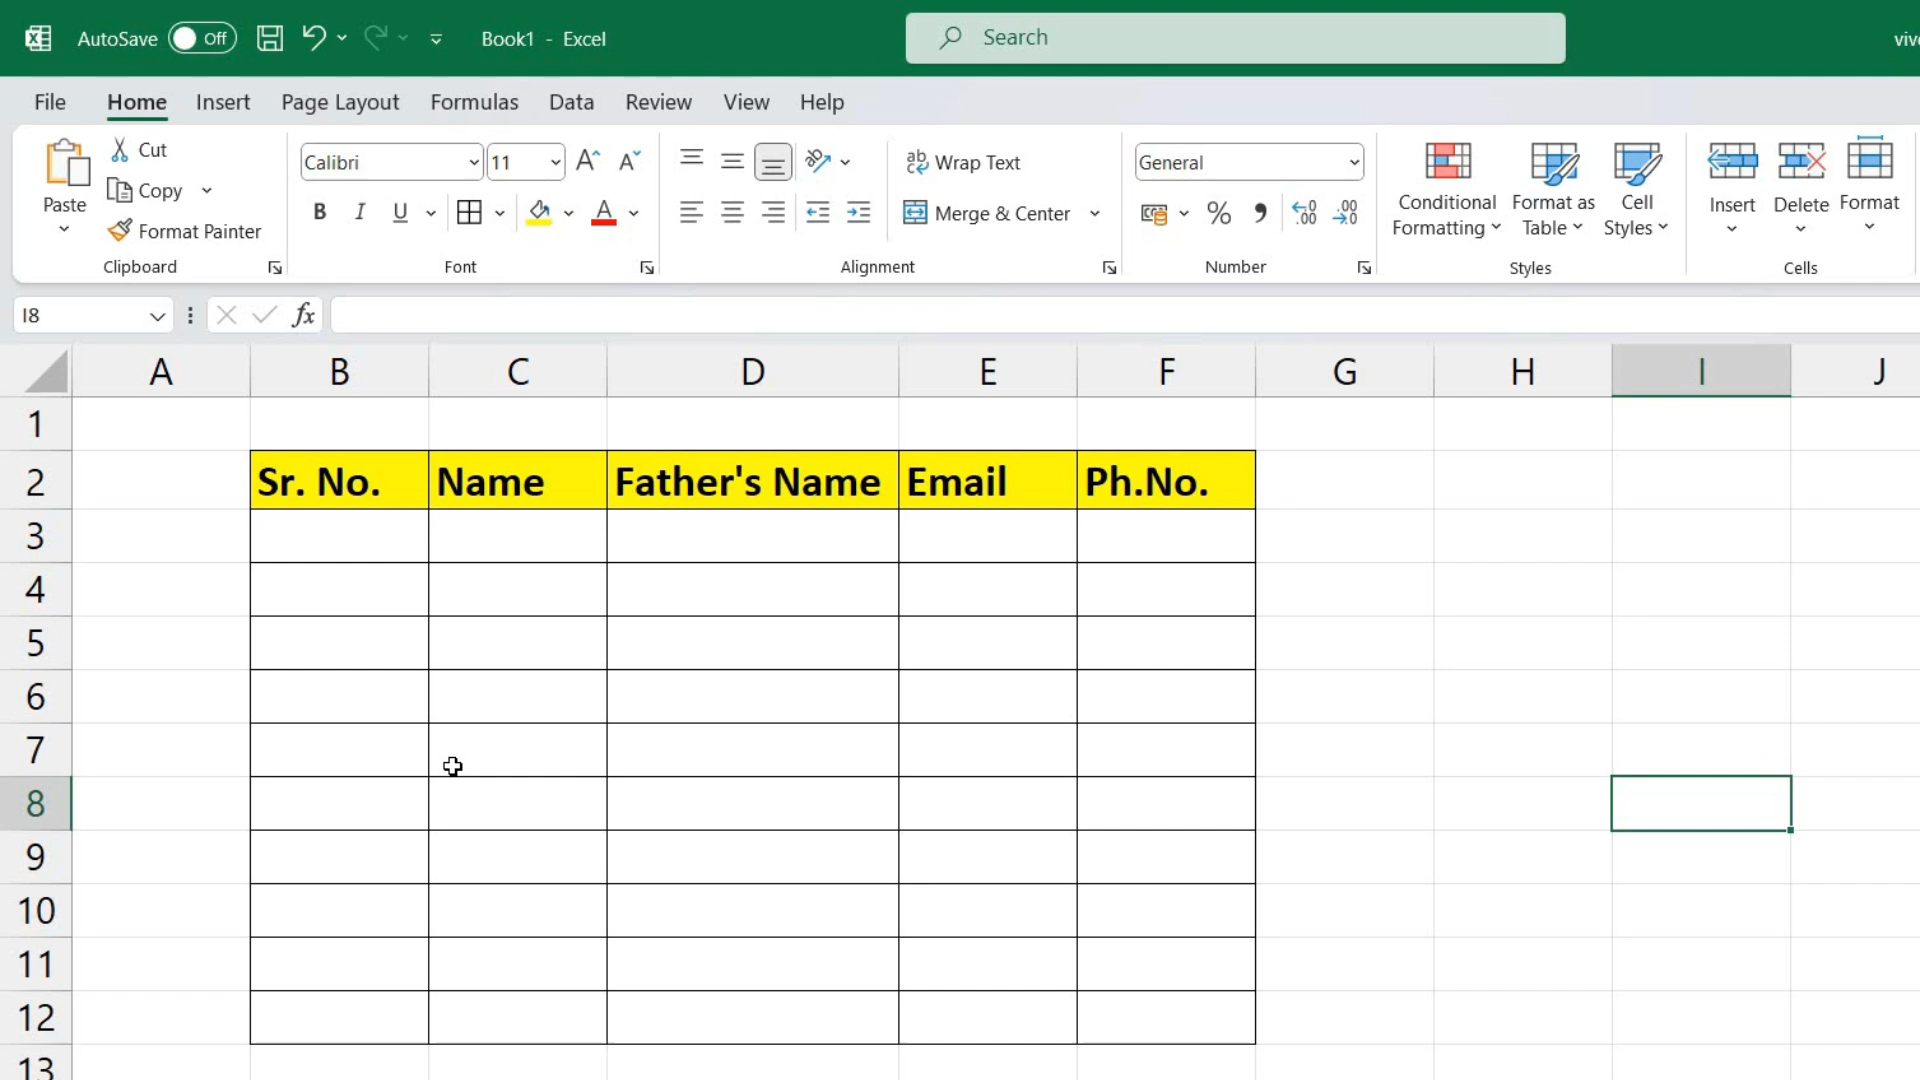 AutoSave Off Book1 - Excel Search
File Home Insert Page Layout Formulas Data Review View Help
Paste Cut Copy Format Painter
Clipboard
Calibri 11
B I U A
Font
ab Wrap Text
Merge & Center
Alignment
General
% .00
Number
Conditional Formatting
Format as Table
Cell Styles
Styles
Insert Delete Format
Cells
I8 fx
A B C D E F G H I J
1
2 Sr. No. Name Father's Name Email Ph.No.
3
4
5
6
7
8
9
10
11
12
13